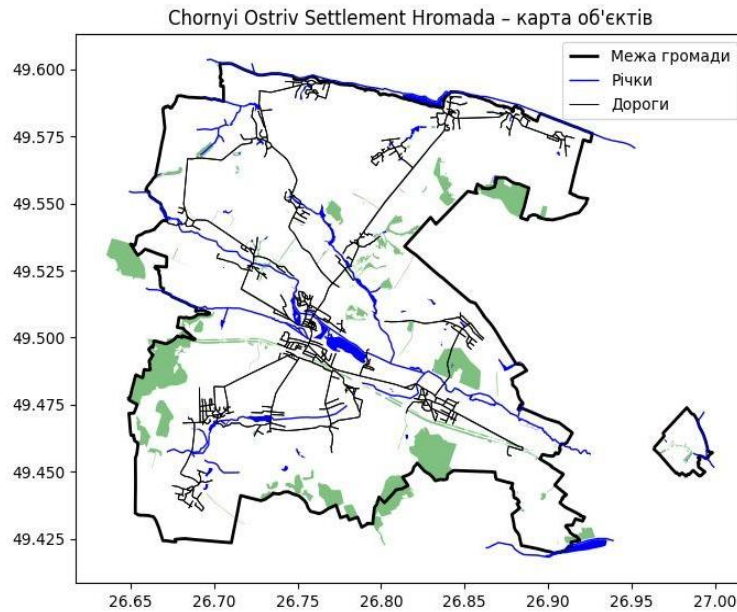 Chornyi Ostriv Settlement Hromada – карта об'єктів
Межа громади
Річки
Дороги
49.600
49.575
49.550
49.525
49.500
49.475
49.450
49.425
26.65 26.70 26.75 26.80 26.85 26.90 26.95 27.00